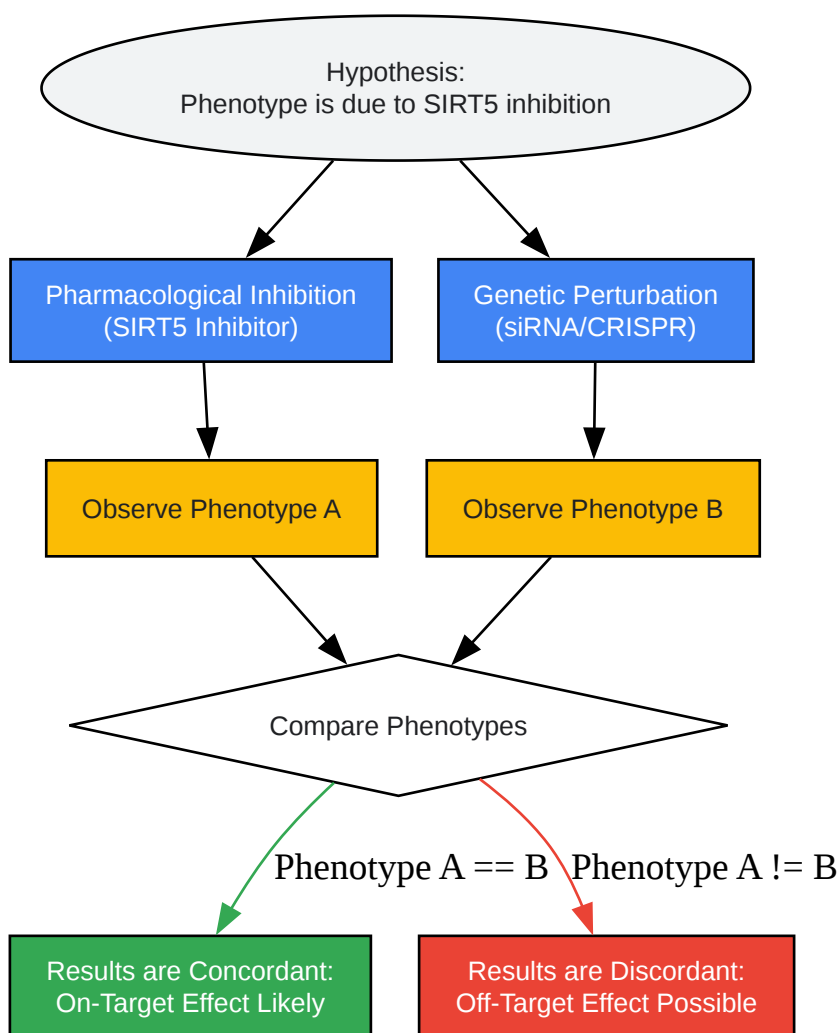 Hypothesis:
Phenotype is due to SIRT5 inhibition
Pharmacological Inhibition
(SIRT5 Inhibitor)
Genetic Perturbation
(siRNA/CRISPR)
Observe Phenotype A
Observe Phenotype B
Compare Phenotypes
Phenotype A == B
Phenotype A != B
Results are Concordant:
On-Target Effect Likely
Results are Discordant:
Off-Target Effect Possible